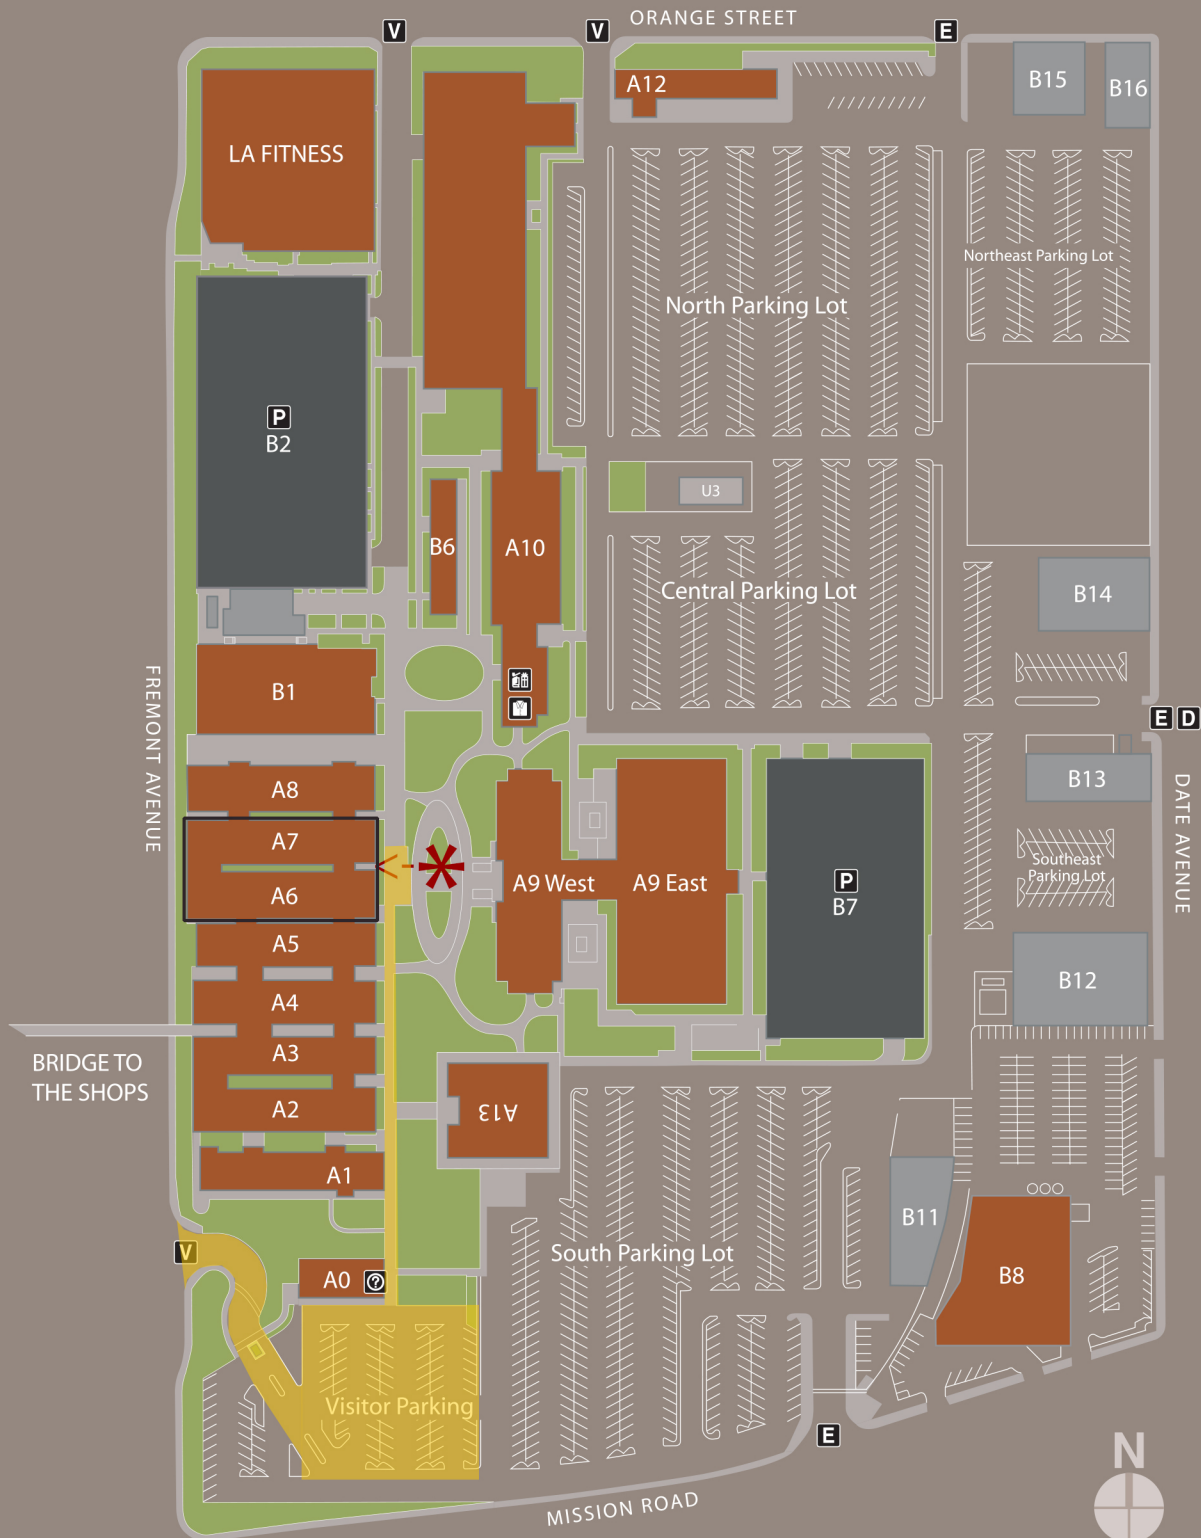 ORANGE STREET
V
V
E
B15
B16
A12
LA FITNESS
Northeast Parking Lot
North Parking Lot
P
B2
U3
B6
A10
Central Parking Lot
B14
FREMONT AVENUE
B1
E D
B13
DATE AVENUE
A8
A7
A6
A9 West
A9 East
P
B7
Southeast
Parking Lot
A5
A4
B12
BRIDGE TO
THE SHOPS
A3
A2
A13
A1
B11
V
A0
?
South Parking Lot
B8
Visitor Parking
E
MISSION ROAD
N